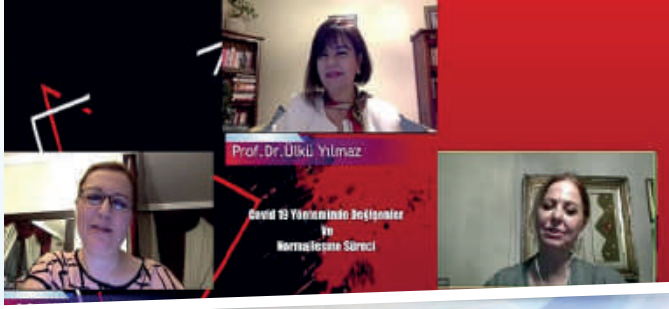 Prof.Dr.Ülkü Yılmaz
Covid 19 Yönteminde Değişenler
Ve
Normalleşme Süreci